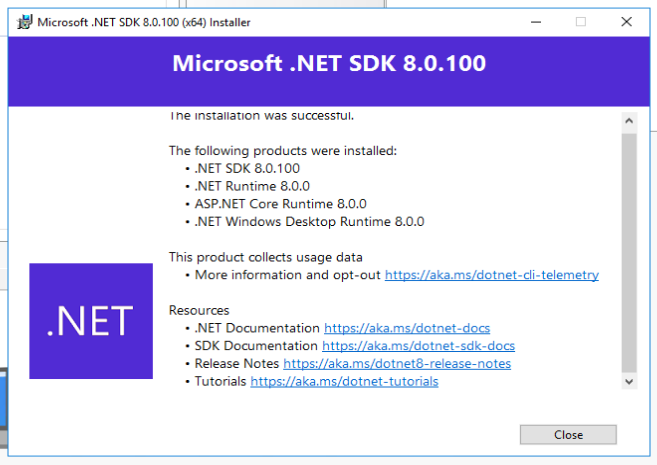 Microsoft .NET SDK 8.0.100 (x64) Installer
Microsoft .NET SDK 8.0.100
The installation was successful.
The following products were installed:
• .NET SDK 8.0.100
• .NET Runtime 8.0.0
• ASP.NET Core Runtime 8.0.0
• .NET Windows Desktop Runtime 8.0.0
This product collects usage data
• More information and opt-out https://aka.ms/dotnet-cli-telemetry
.NET
Resources
• .NET Documentation https://aka.ms/dotnet-docs
• SDK Documentation https://aka.ms/dotnet-sdk-docs
• Release Notes https://aka.ms/dotnet8-release-notes
• Tutorials https://aka.ms/dotnet-tutorials
Close